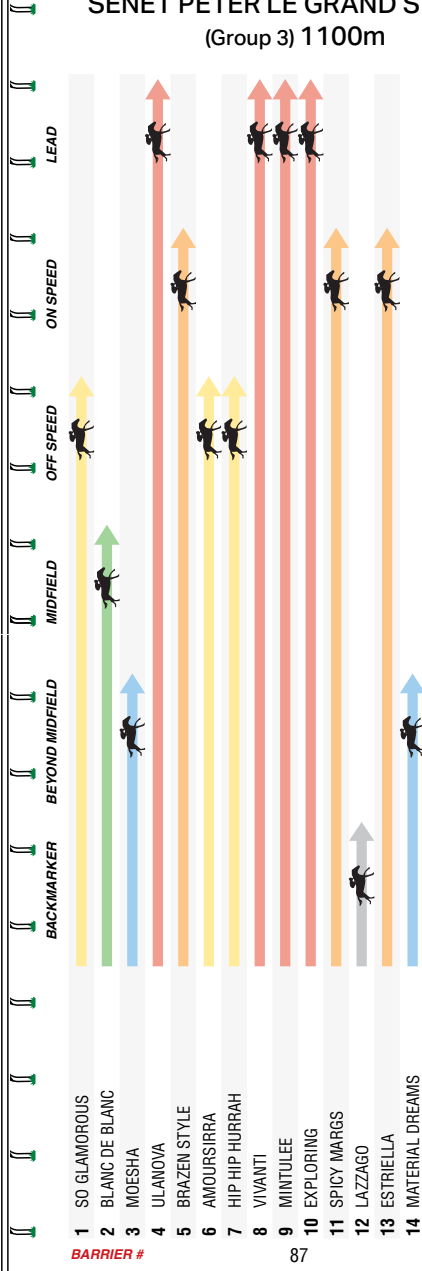 SENET PETER LE GRAND S
(Group 3) 1100m
LEAD
ON SPEED
OFF SPEED
MIDFIELD
BEYOND MIDFIELD
BACKMARKER
1 SO GLAMOROUS
2 BLANC DE BLANC
3 MOESHA
4 ULANOVA
5 BRAZEN STYLE
6 AMOURSIRRA
7 HIP HIP HURRAH
8 VIVANTI
9 MINTULEE
10 EXPLORING
11 SPICY MARGS
12 LAZZAGO
13 ESTRIELLA
14 MATERIAL DREAMS
BARRIER #
87